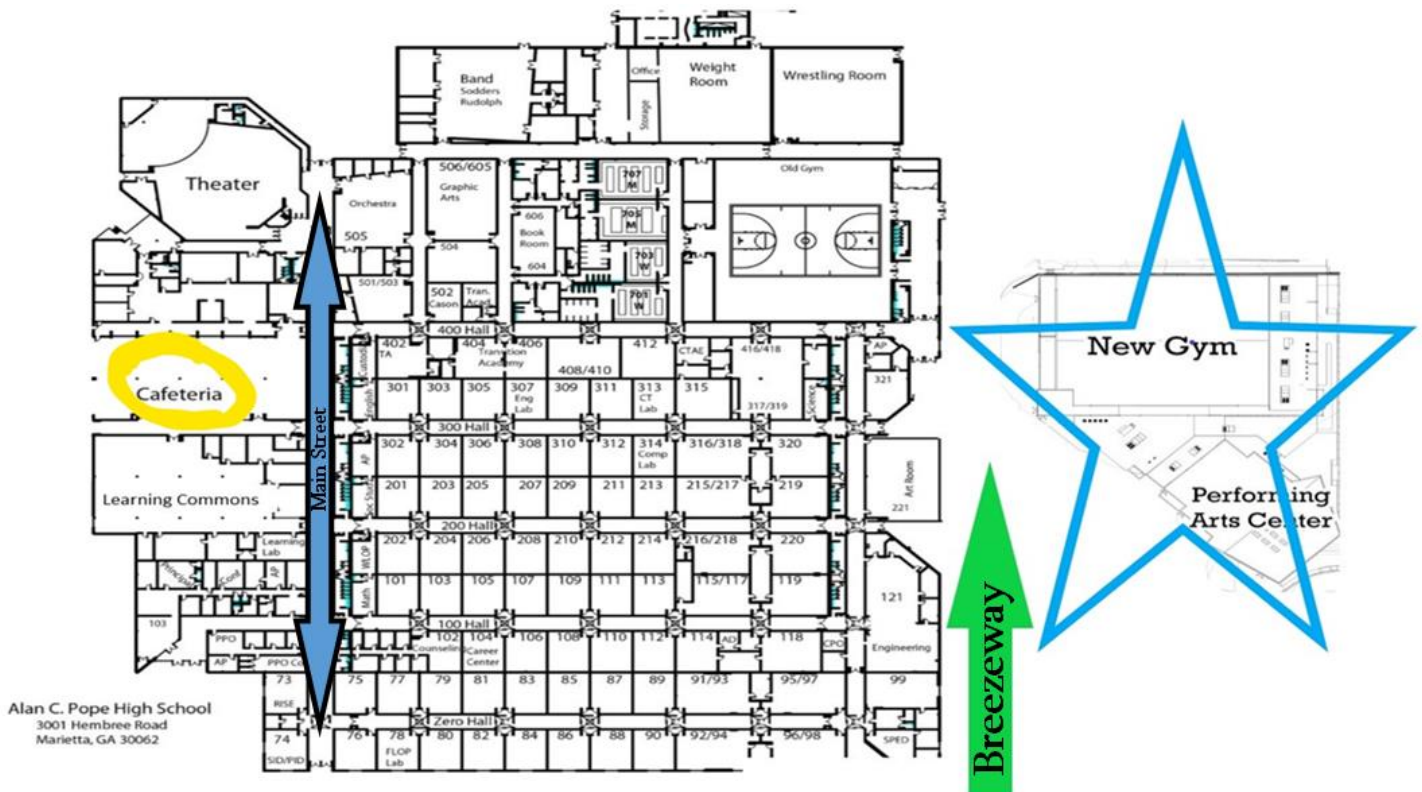 Office
Weight
Room
Wrestling Room
Band
Sodders
Rudolph
Storage
Theater
506/605
Graphic
Arts
Orchestra
505
606
Book
Room
604
707
M
705
M
703
W
701
W
Old Gym
504
501/503
502
Cason
Tran.
Acad.
400 Hall
402
TA
404
Transition
Academy
406
408/410
412
CTAE
416/418
AP
321
Cafeteria
English
301
303
305
307
Eng
Lab
309
311
313
CT
Lab
315
317/319
Science
300 Hall
302
304
306
308
310
312
314
Comp
Lab
316/318
320
AP
Learning Commons
201
203
205
207
209
211
213
215/217
219
Art Room
221
200 Hall
Learning
Lab
Principal
Conf
AP
202
204
206
208
210
212
214
216/218
220
Math
101
103
105
107
109
111
113
115/117
119
121
103
100 Hall
PPO
AP
102
Counseling
104
Career
Center
106
108
110
112
114
AD
118
CPO
Engineering
73
RISE
75
77
79
81
83
85
87
89
91/93
95/97
99
Zero Hall
74
SID/PID
76
78
FLOP
Lab
80
82
84
86
88
90
92/94
96/98
SPED
Main Street
New Gym
Performing
Arts Center
Breezeway
Alan C. Pope High School
3001 Hembree Road
Marietta, GA 30062